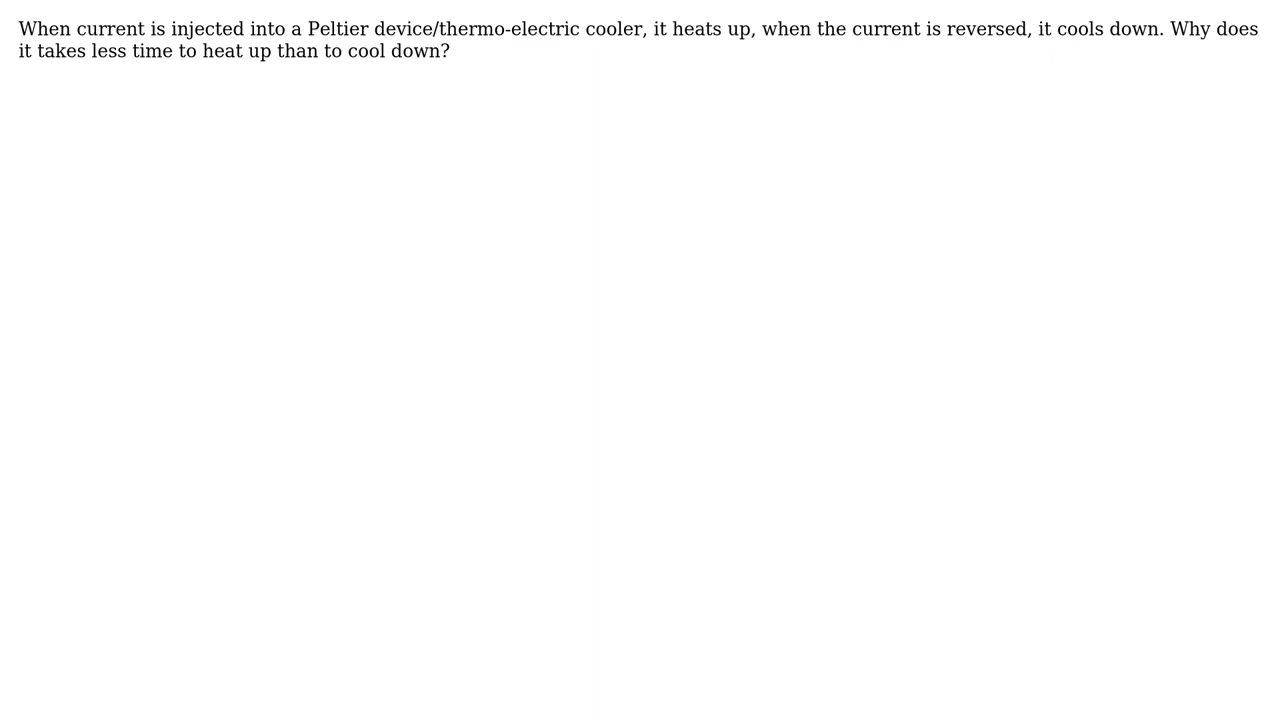 When current is injected into a Peltier device/thermo-electric cooler, it heats up, when the current is reversed, it cools down. Why does
it takes less time to heat up than to cool down?